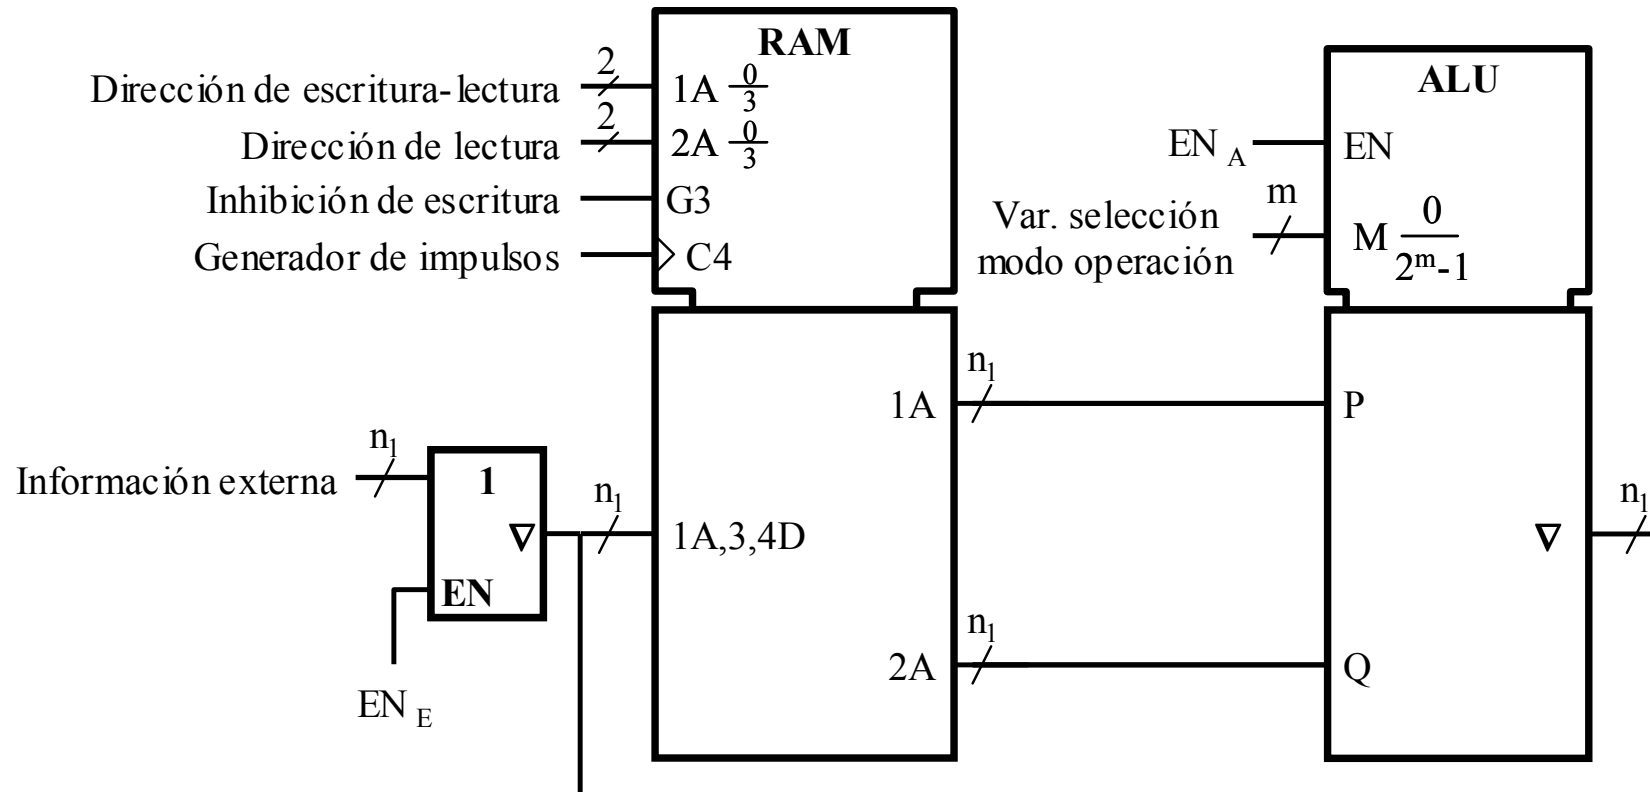 RAM
Dirección de escritura-lectura
2
1A 0/3
Dirección de lectura
2
2A 0/3
Inhibición de escritura
G3
Generador de impulsos
C4
ALU
EN A
EN
Var. selección
modo operación
m
M 0/2ᵐ-1
Información externa
n₁
1
∇
EN
EN E
n₁
1A,3,4D
1A
n₁
P
2A
n₁
Q
∇
n₁